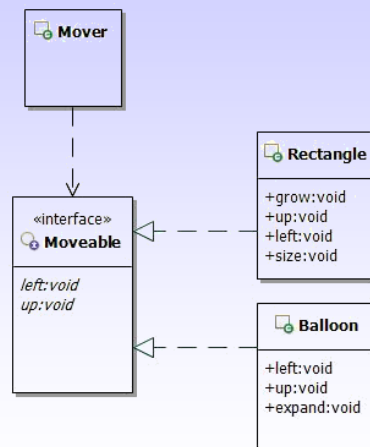 Mover
«interface»
Moveable
left:void
up:void
Rectangle
+grow:void
+up:void
+left:void
+size:void
Balloon
+left:void
+up:void
+expand:void